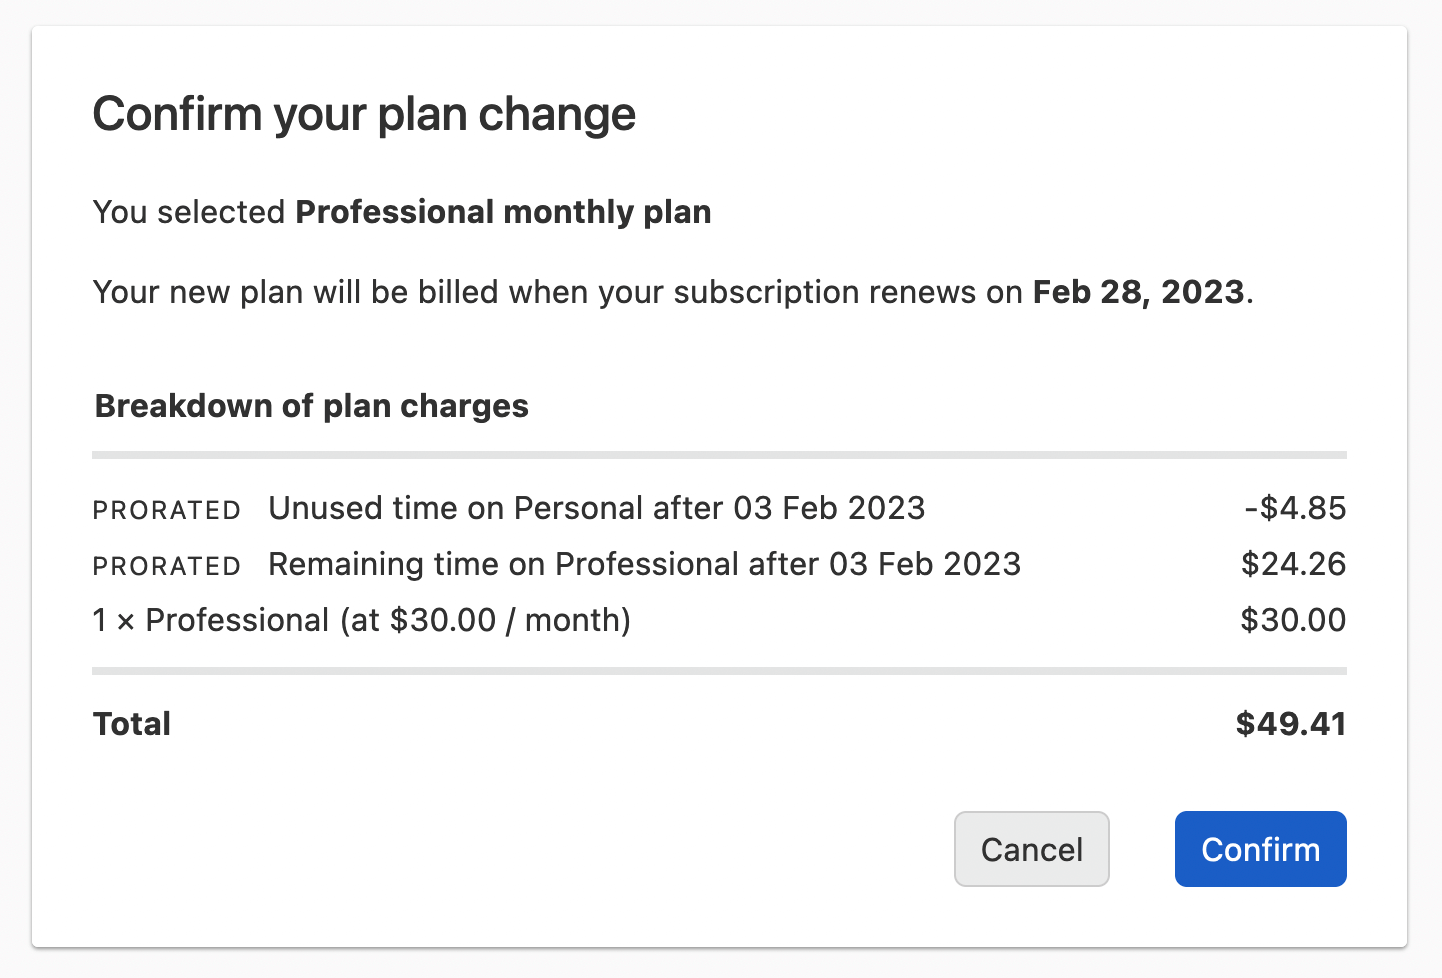 Confirm your plan change
You selected Professional monthly plan
Your new plan will be billed when your subscription renews on Feb 28, 2023.
Breakdown of plan charges
PRORATED Unused time on Personal after 03 Feb 2023 -$4.85
PRORATED Remaining time on Professional after 03 Feb 2023 $24.26
1 × Professional (at $30.00 / month) $30.00
Total $49.41
Cancel Confirm